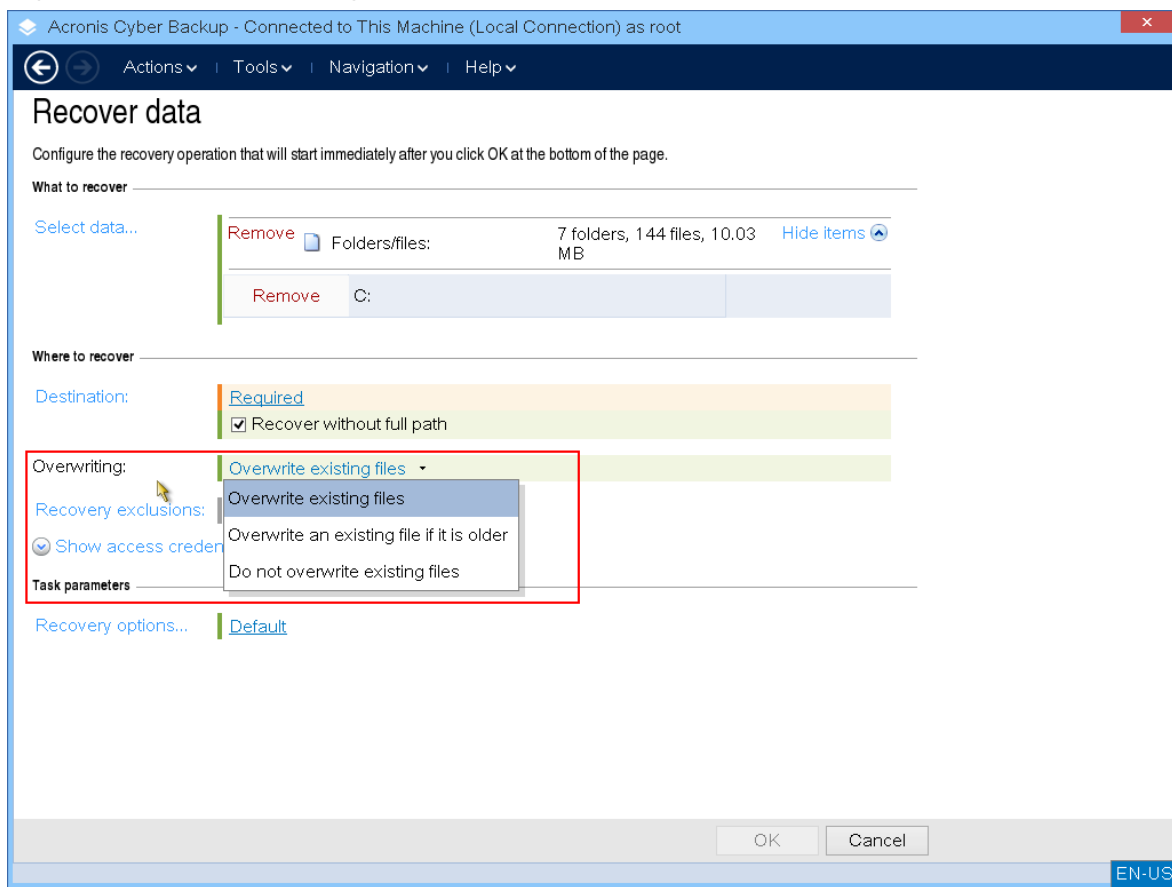 Acronis Cyber Backup - Connected to This Machine (Local Connection) as root
Actions Tools Navigation Help
Recover data
Configure the recovery operation that will start immediately after you click OK at the bottom of the page.
What to recover
Select data...
Remove Folders/files: 7 folders, 144 files, 10.03 Hide items
MB
Remove C:
Where to recover
Destination: Required
Recover without full path
Overwriting: Overwrite existing files
Overwrite existing files
Recovery exclusions:
Overwrite an existing file if it is older
Show access creden
Do not overwrite existing files
Task parameters
Recovery options... Default
OK Cancel
EN-US